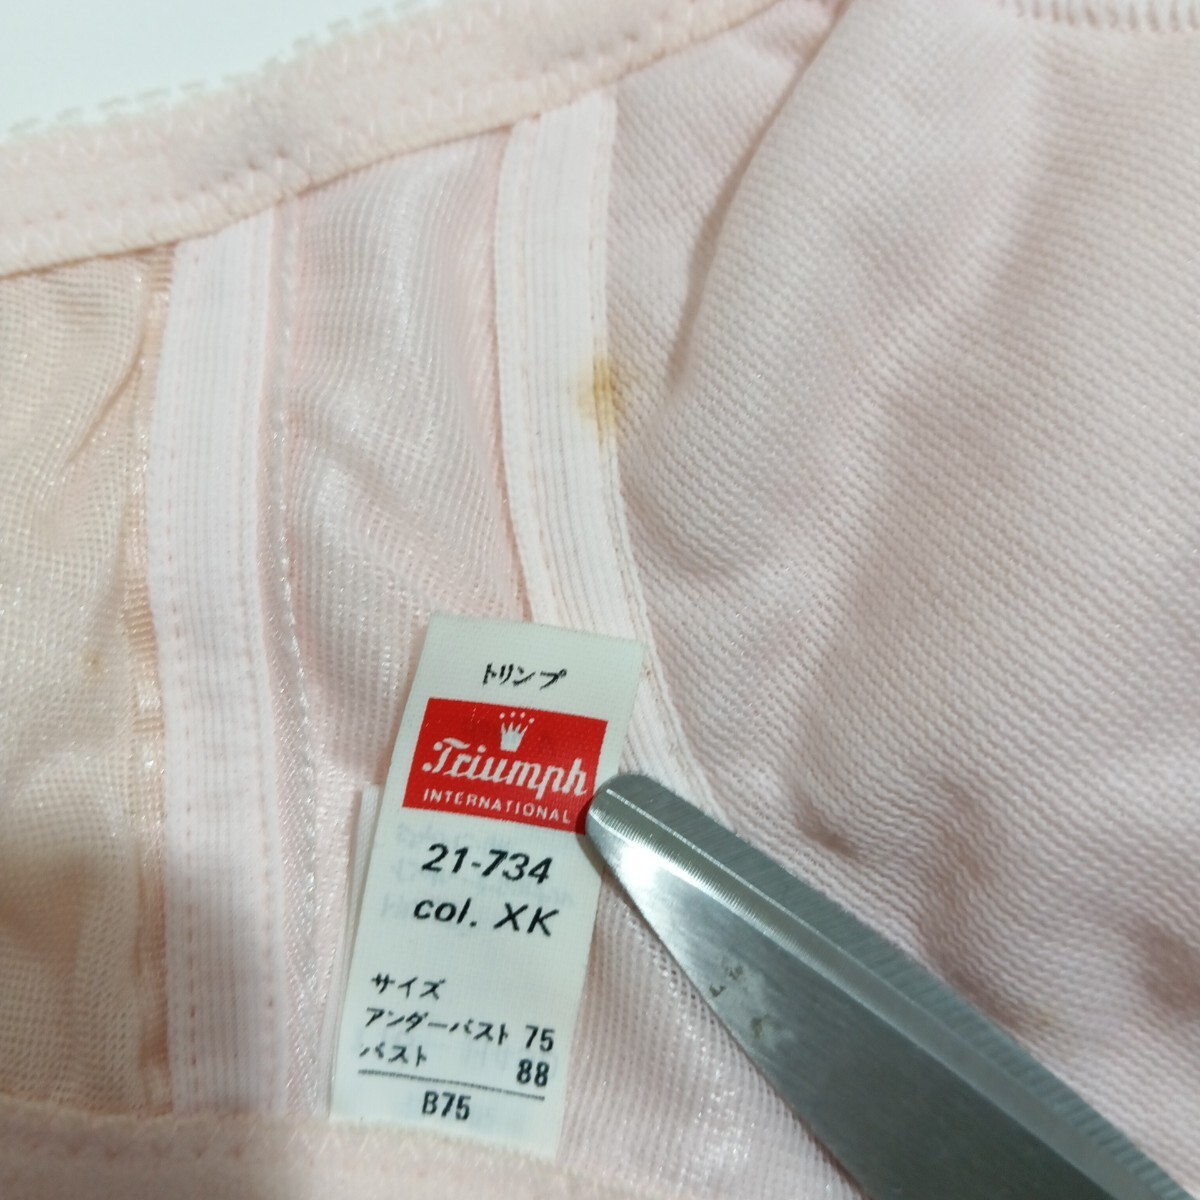 トリンプ
Triumph
INTERNATIONAL
21-734
col. XK
サイズ
アンダーバスト 75
バスト 88
B75